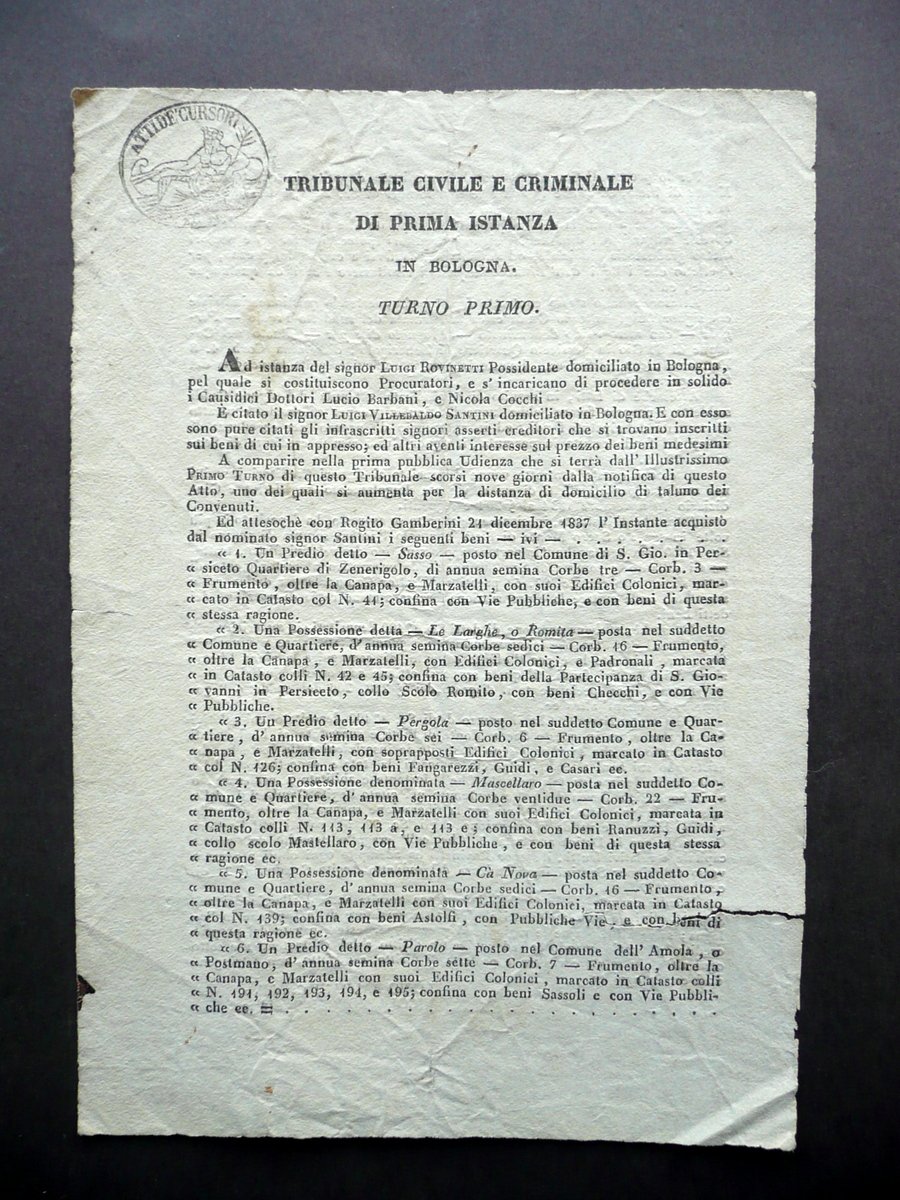 ATTI DE' CURSORI
TRIBUNALE CIVILE E CRIMINALE
DI PRIMA ISTANZA
IN BOLOGNA.
TURNO PRIMO.
Ad istanza del signor LUIGI ROVINETTI Possidente domiciliato in Bologna,
pel quale si costituiscono Procuratori, e s' incaricano di procedere in solido
i Causidici Dottori Lucio Barbani, e Nicola Cocchi
È citato il signor LUIGI VILLEBALDO SANTINI domiciliato in Bologna. E con esso
sono pure citati gli infrascritti signori asserti creditori che si trovano inscritti
sui beni di cui in appresso; ed altri aventi interesse sul prezzo dei beni medesimi
A comparire nella prima pubblica Udienza che si terrà dall' Illustrissimo
PRIMO TURNO di questo Tribunale scorsi nove giorni dalla notifica di questo
Atto, uno dei quali si aumenta per la distanza di domicilio di taluno dei
Convenuti.
Ed attesochè con Rogito Gamberini 21 dicembre 1837 l' Instante acquistò
dal nominato signor Santini i seguenti beni — ivi — . . . . . . . . . .
« 1. Un Predio detto — Sasso — posto nel Comune di S. Gio. in Per-
« siceto Quartiere di Zenerigolo, di annua semina Corbe tre — Corb. 3 —
« Frumento, oltre la Canapa, e Marzatelli, con suoi Edifici Colonici, mar-
« cato in Catasto col N. 41; confina con Vie Pubbliche, e con beni di questa
« stessa ragione.
« 2. Una Possessione detta — Le Larghe, o Romita — posta nel suddetto
« Comune e Quartiere, d' annua semina Corbe sedici — Corb. 16 — Frumento,
« oltre la Canapa, e Marzatelli, con Edifici Colonici, e Padronali, marcata
« in Catasto colli N. 42 e 45; confina con beni della Partecipanza di S. Gio-
« vanni in Persiceto, collo Scolo Romito, con beni Checchi, e con Vie
« Pubbliche.
« 3. Un Predio detto — Pergola — posto nel suddetto Comune e Quar-
« tiere, d' annua semina Corbe sei — Corb. 6 — Frumento, oltre la Ca-
« napa, e Marzatelli, con soprapposti Edifici Colonici, marcato in Catasto
« col N. 126; confina con beni Fangarezzi, Guidi, e Casari ec.
« 4. Una Possessione denominata — Mascellaro — posta nel suddetto Co-
« mune e Quartiere, d' annua semina Corbe ventidue — Corb. 22 — Fru-
« mento, oltre la Canapa, e Marzatelli con suoi Edifici Colonici, marcata in
« Catasto colli N. 113, 113 a, e 113 e; confina con beni Ranuzzi, Guidi,
« collo scolo Mastellaro, con Vie Pubbliche, e con beni di questa stessa
« ragione ec.
« 5. Una Possessione denominata — Cà Nova — posta nel suddetto Co-
« mune e Quartiere, d' annua semina Corbe sedici — Corb. 16 — Frumento,
« oltre la Canapa, e Marzatelli con suoi Edifici Colonici, marcata in Catasto
« col N. 139; confina con beni Astolfi, con Pubbliche Vie, e con beni di
« questa ragione ec.
« 6. Un Predio detto — Parolo — posto nel Comune dell' Amola, o
« Postmano, d' annua semina Corbe sette — Corb. 7 — Frumento, oltre la
« Canapa, e Marzatelli con suoi Edifici Colonici, marcato in Catasto colli
« N. 191, 192, 193, 194, e 195; confina con beni Sassoli e con Vie Pubbli-
« che ec. = . . . . . . . . . . . . . . . . . . . . . . . .